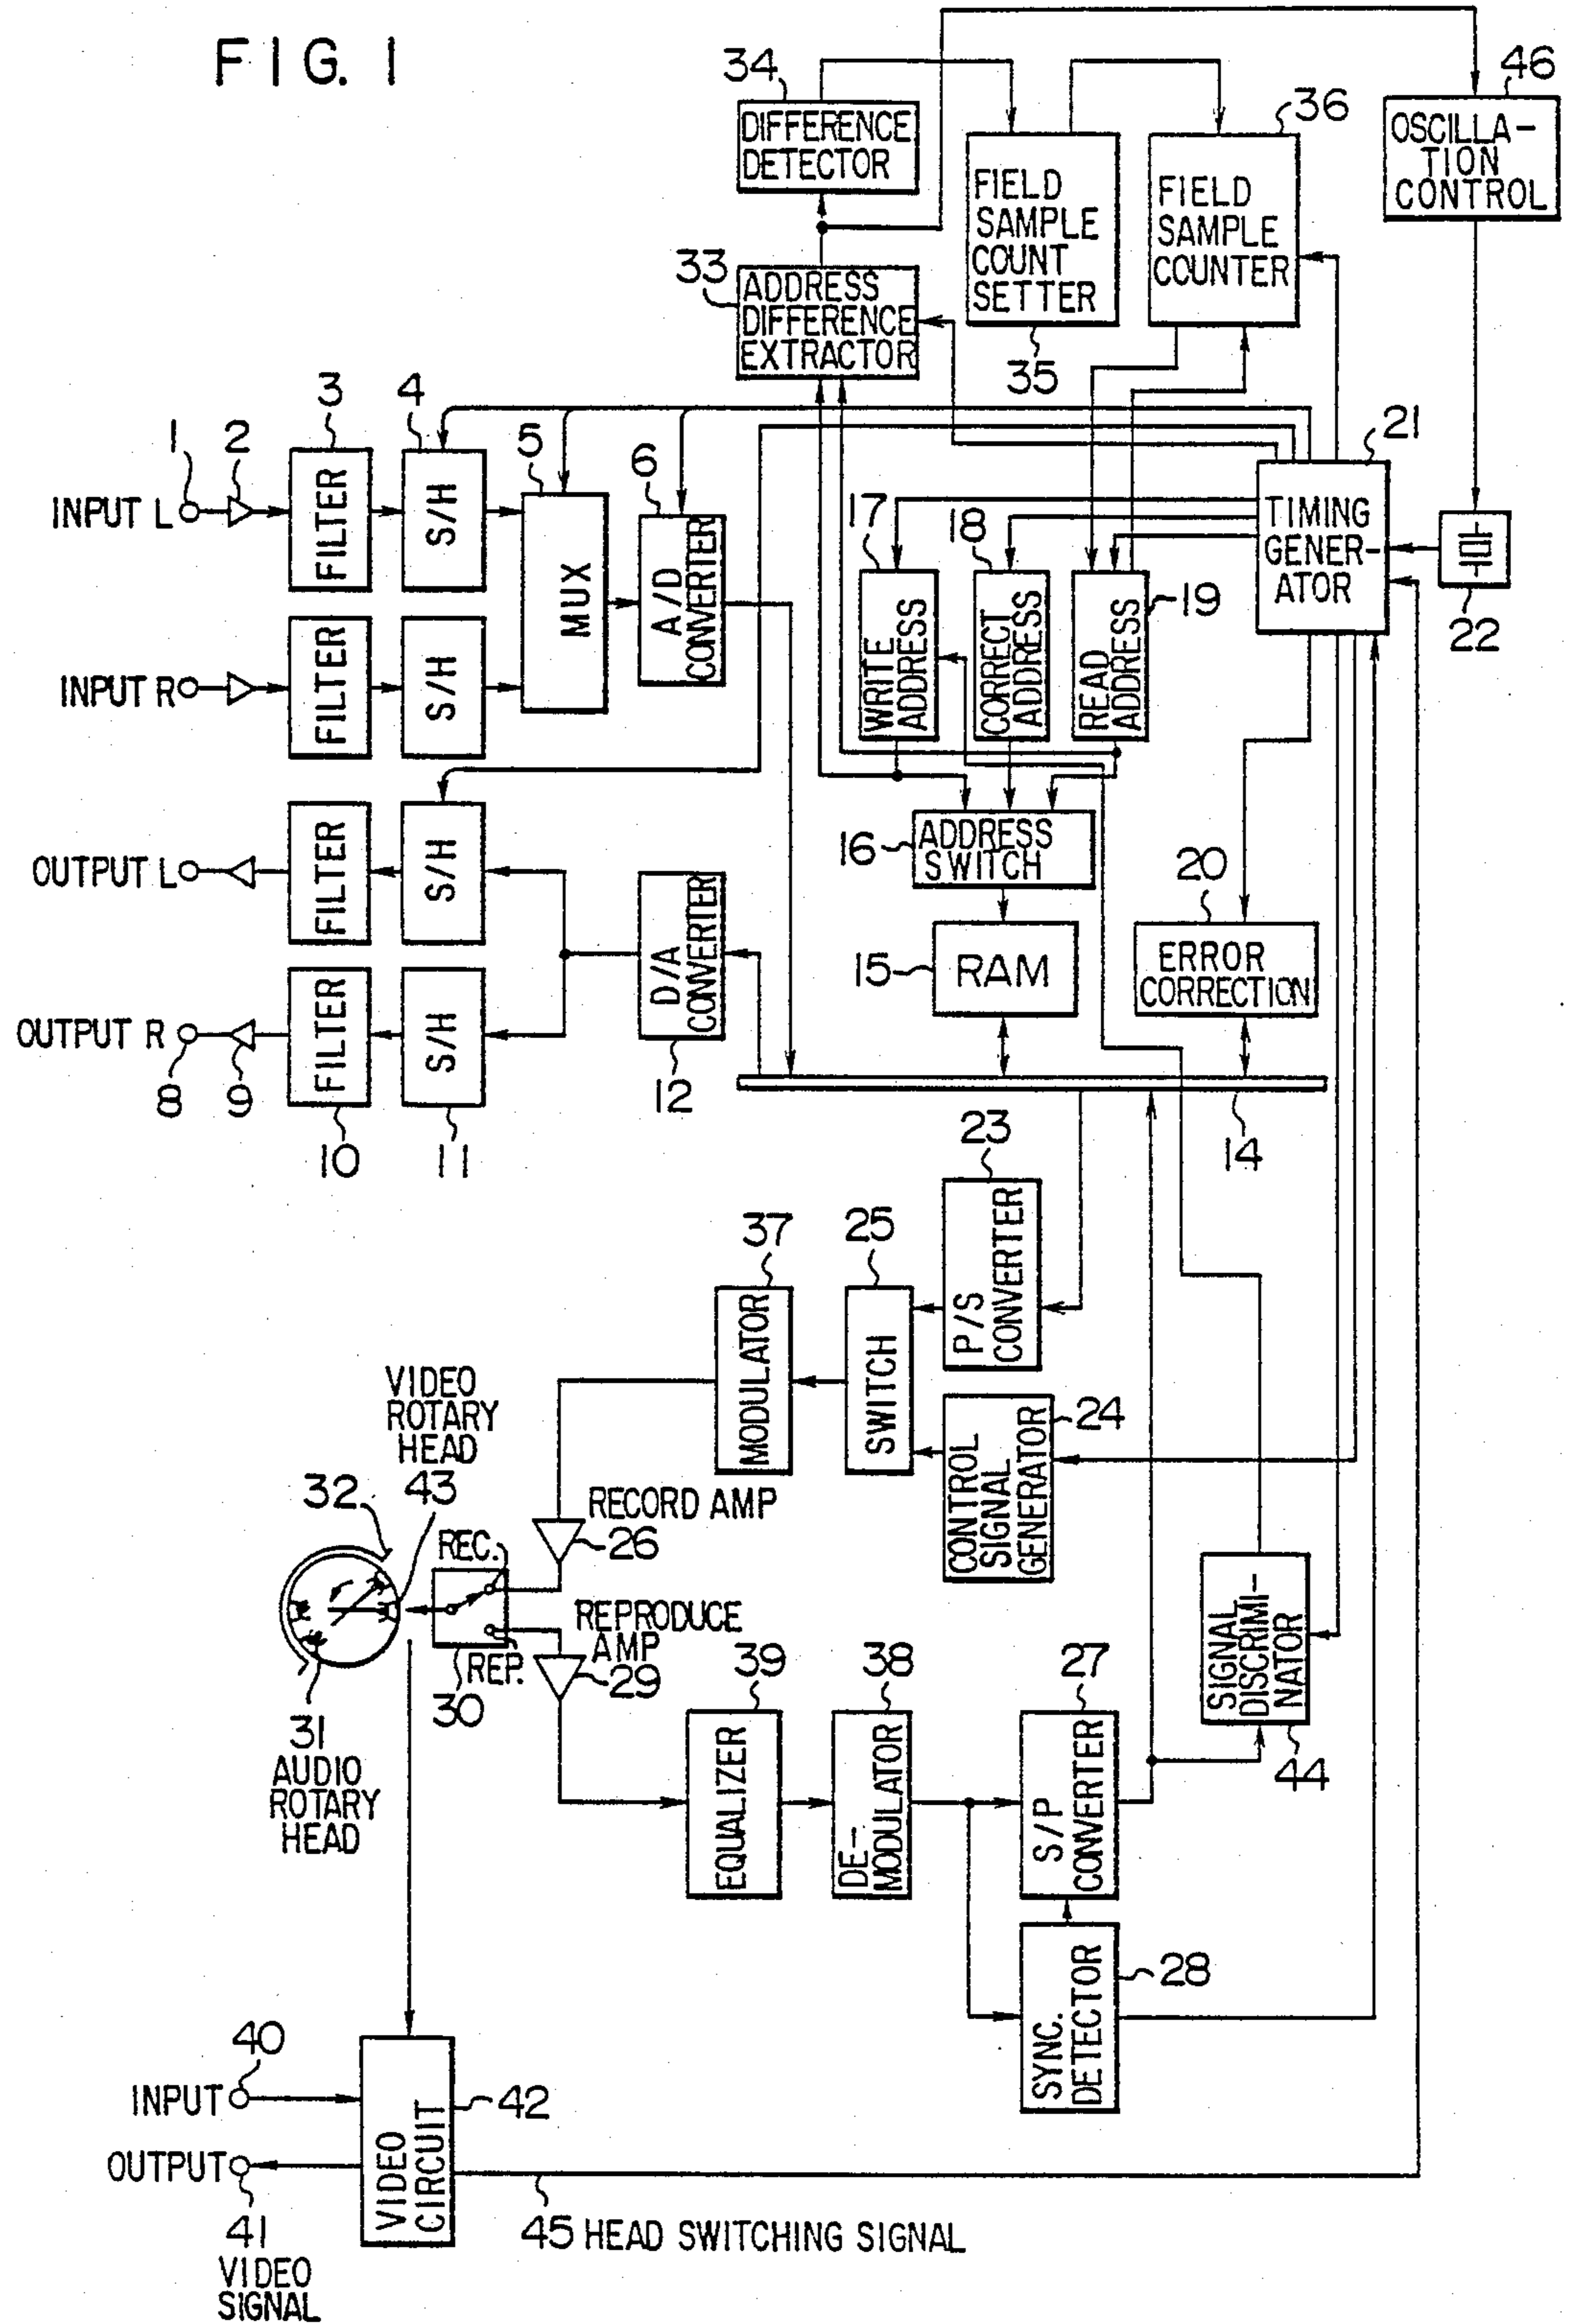 FIG. 1
34
DIFFERENCE
DETECTOR
46
OSCILLA-
TION
CONTROL
36
FIELD
SAMPLE
COUNT
SETTER
35
FIELD
SAMPLE
COUNTER
33
ADDRESS
DIFFERENCE
EXTRACTOR
1
2
3
4
5
6
INPUT L
FILTER
S/H
MUX
A/D
CONVERTER
INPUT R
FILTER
S/H
17
WRITE
ADDRESS
18
CORRECT
ADDRESS
19
READ
ADDRESS
21
TIMING
GENER-
ATOR
22
OUTPUT L
FILTER
S/H
D/A
CONVERTER
12
OUTPUT R
FILTER
S/H
8
9
10
11
16
ADDRESS
SWITCH
15
RAM
20
ERROR
CORRECTION
14
23
P/S
CONVERTER
25
SWITCH
37
MODULATOR
24
CONTROL
SIGNAL
GENERATOR
VIDEO
ROTARY
HEAD
43
32
RECORD AMP
26
REC.
REPRODUCE
AMP
29
REP.
30
31
AUDIO
ROTARY
HEAD
39
EQUALIZER
38
DE-
MODULATOR
27
S/P
CONVERTER
SIGNAL
DISCRIMI-
NATOR
44
28
SYNC.
DETECTOR
40
INPUT
OUTPUT
41
VIDEO
SIGNAL
42
VIDEO
CIRCUIT
45 HEAD SWITCHING SIGNAL